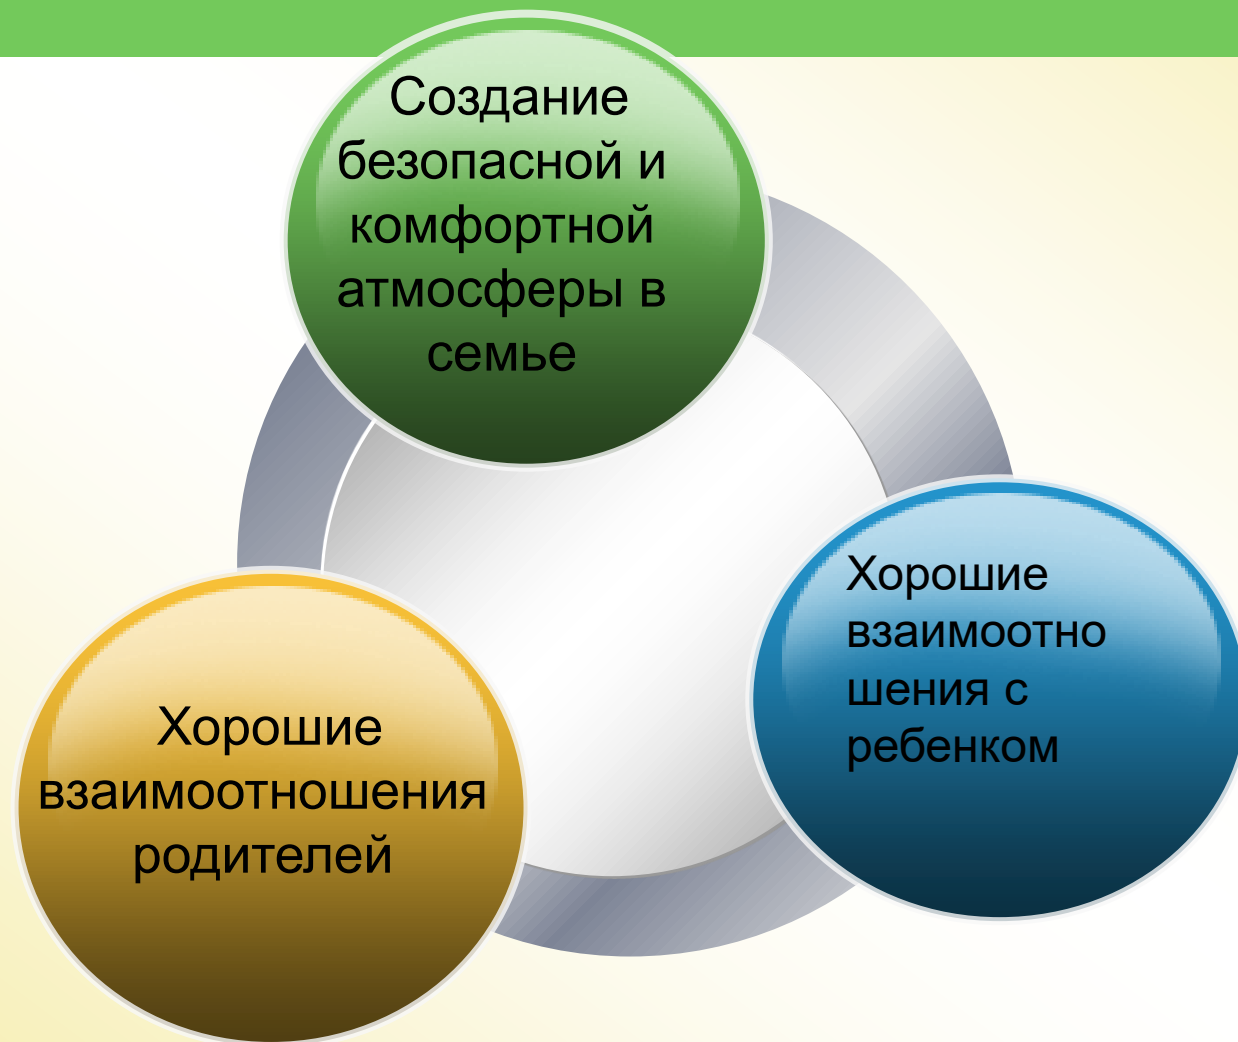 Создание
безопасной и
комфортной
атмосферы в
семье
Хорошие
взаимоотно
шения с
ребенком
Хорошие
взаимоотношения
родителей